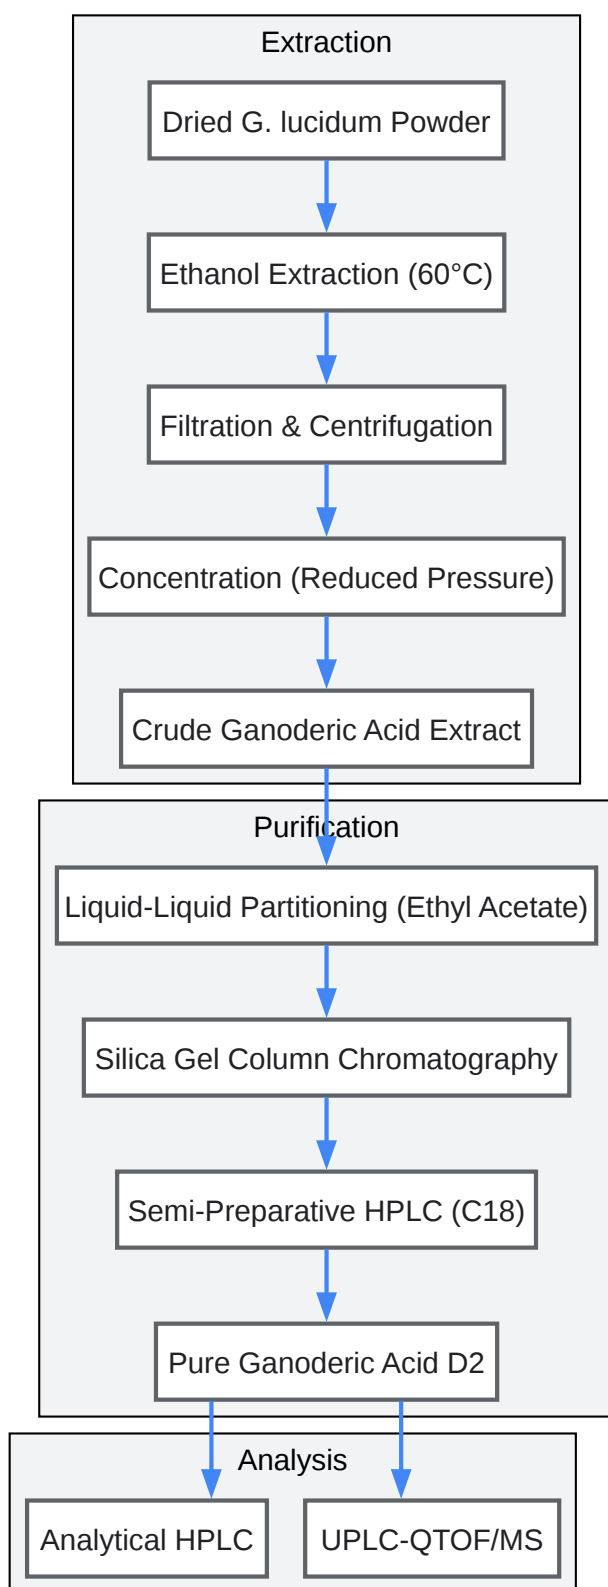 Extraction
Dried G. lucidum Powder
Ethanol Extraction (60°C)
Filtration & Centrifugation
Concentration (Reduced Pressure)
Crude Ganoderic Acid Extract
Purification
Liquid-Liquid Partitioning (Ethyl Acetate)
Silica Gel Column Chromatography
Semi-Preparative HPLC (C18)
Pure Ganoderic Acid D2
Analysis
Analytical HPLC
UPLC-QTOF/MS